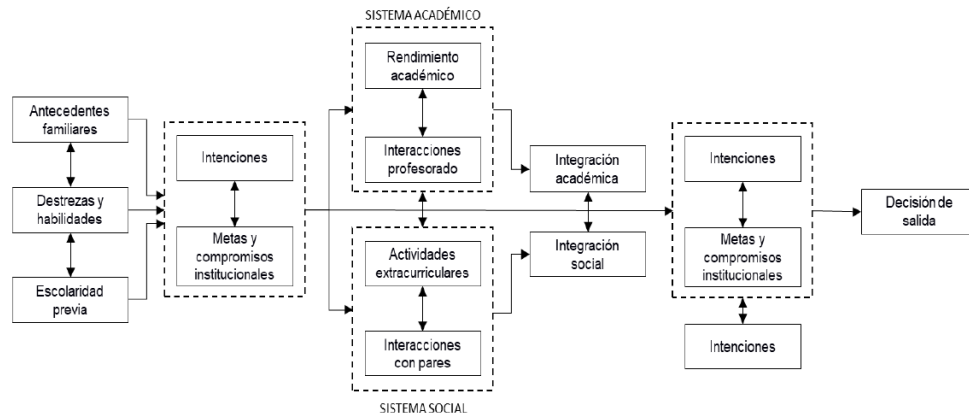 SISTEMA ACADÉMICO
Antecedentes
familiares
Destrezas y
habilidades
Escolaridad
previa
Intenciones
Metas y
compromisos
institucionales
Rendimiento
académico
Interacciones
profesorado
Actividades
extracurriculares
Interacciones
con pares
SISTEMA SOCIAL
Integración
académica
Integración
social
Intenciones
Metas y
compromisos
institucionales
Intenciones
Decisión de
salida